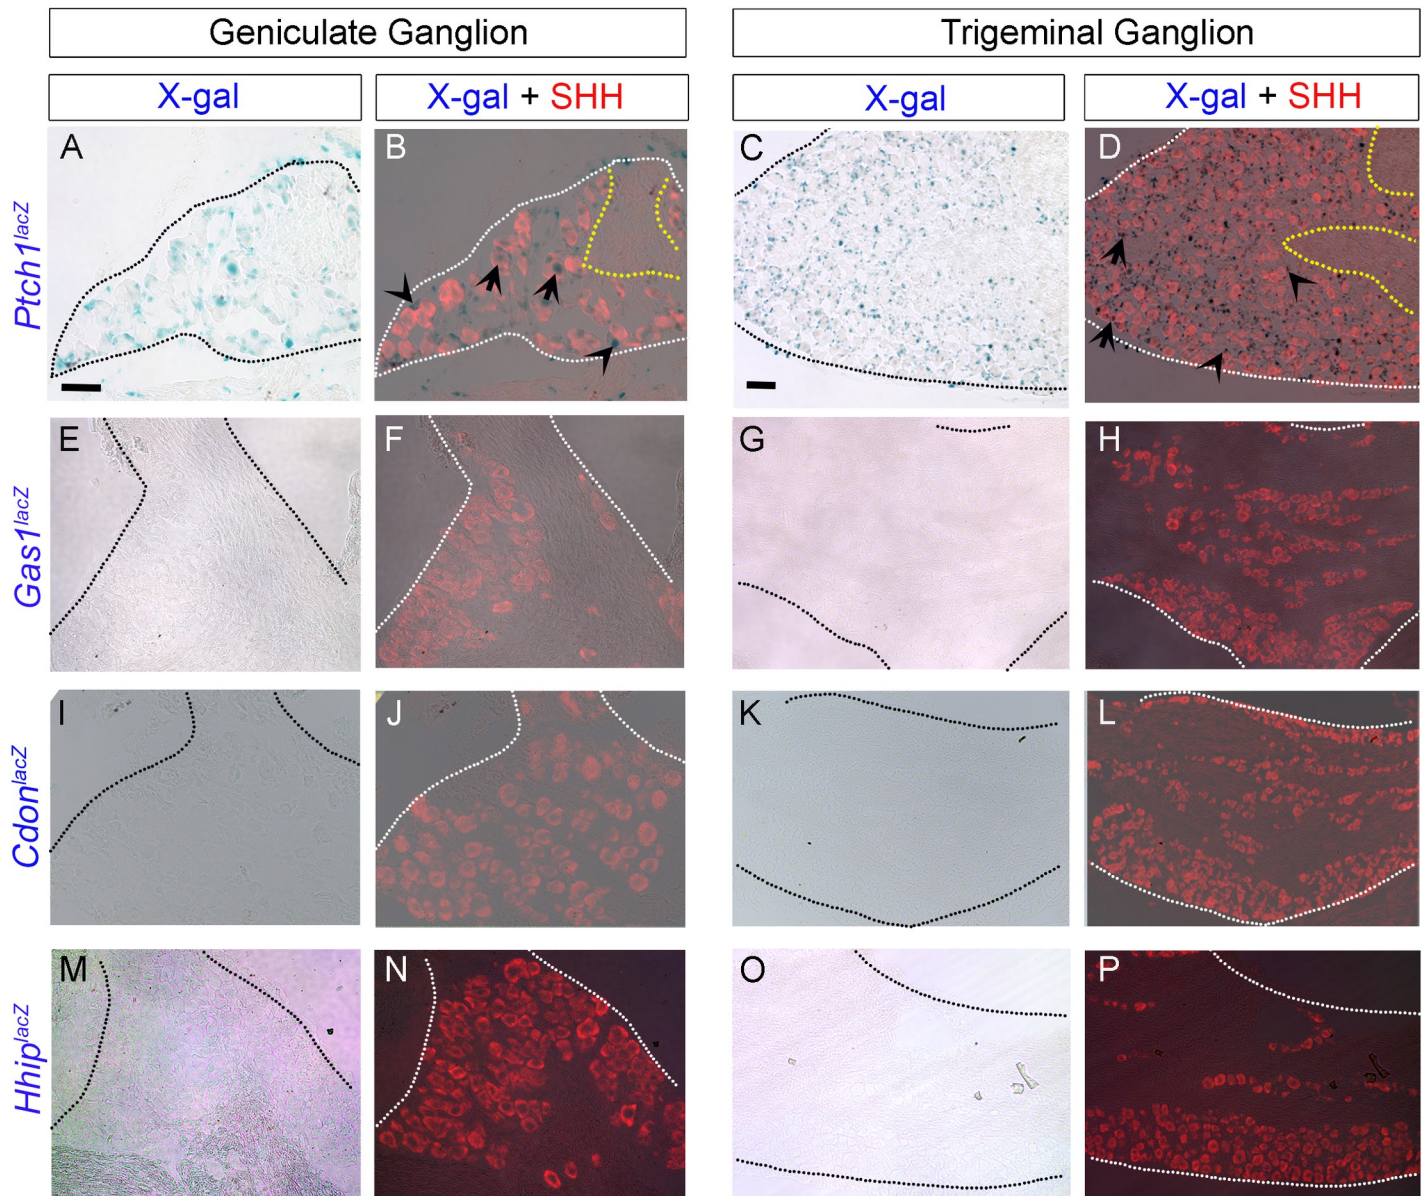 Geniculate Ganglion
Trigeminal Ganglion
X-gal
X-gal + SHH
X-gal
X-gal + SHH
Ptch1lacZ
A
B
C
D
Gas1lacZ
E
F
G
H
CdonlacZ
I
J
K
L
HhiplacZ
M
N
O
P